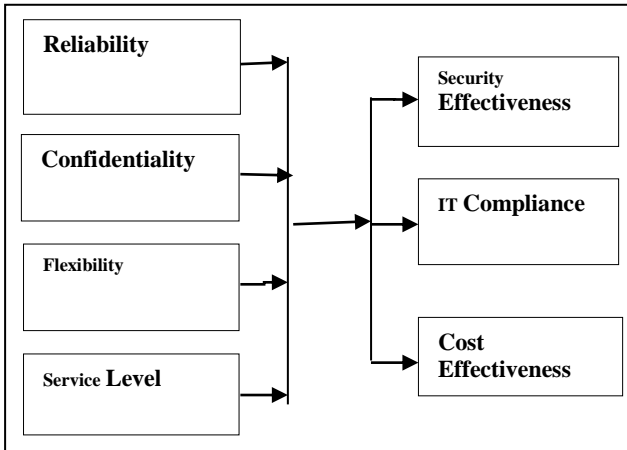 Reliability
Confidentiality
Flexibility
Service Level
Security
Effectiveness
IT Compliance
Cost
Effectiveness